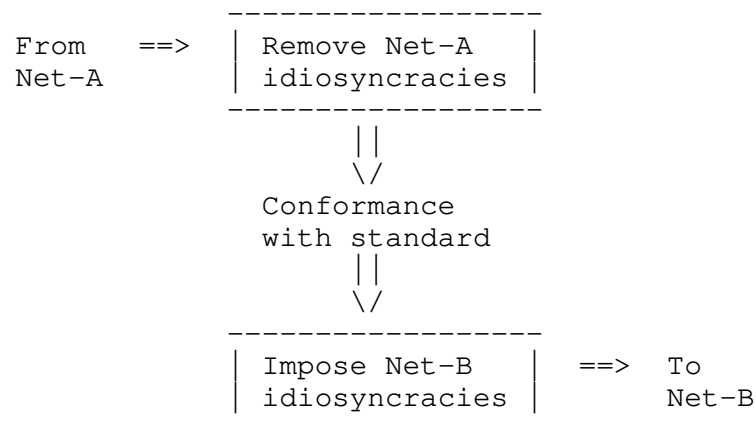 ------------------
From ==> | Remove Net-A |
Net-A | idiosyncracies |
------------------
||
\/
Conformance
with standard
||
\/
------------------
| Impose Net-B | ==> To
| idiosyncracies | Net-B